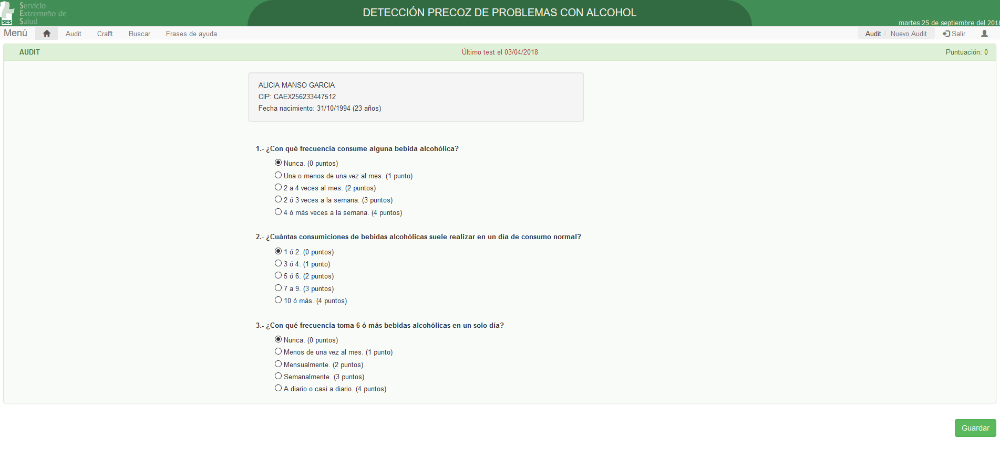 Servicio
Extremeño de
Salud
SES
DETECCIÓN PRECOZ DE PROBLEMAS CON ALCOHOL
martes 25 de septiembre del 2018
Menú Audit Crafft Buscar Frases de ayuda Audit / Nuevo Audit Salir
AUDIT Último test el 03/04/2018 Puntuación: 0
ALICIA MANSO GARCIA
CIP: CAEX256233447512
Fecha nacimiento: 31/10/1994 (23 años)
1.- ¿Con qué frecuencia consume alguna bebida alcohólica?
Nunca. (0 puntos)
Una o menos de una vez al mes. (1 punto)
2 a 4 veces al mes. (2 puntos)
2 ó 3 veces a la semana. (3 puntos)
4 ó más veces a la semana. (4 puntos)
2.- ¿Cuántas consumiciones de bebidas alcohólicas suele realizar en un día de consumo normal?
1 ó 2. (0 puntos)
3 ó 4. (1 punto)
5 ó 6. (2 puntos)
7 a 9. (3 puntos)
10 ó más. (4 puntos)
3.- ¿Con qué frecuencia toma 6 ó más bebidas alcohólicas en un solo día?
Nunca. (0 puntos)
Menos de una vez al mes. (1 punto)
Mensualmente. (2 puntos)
Semanalmente. (3 puntos)
A diario o casi a diario. (4 puntos)
Guardar